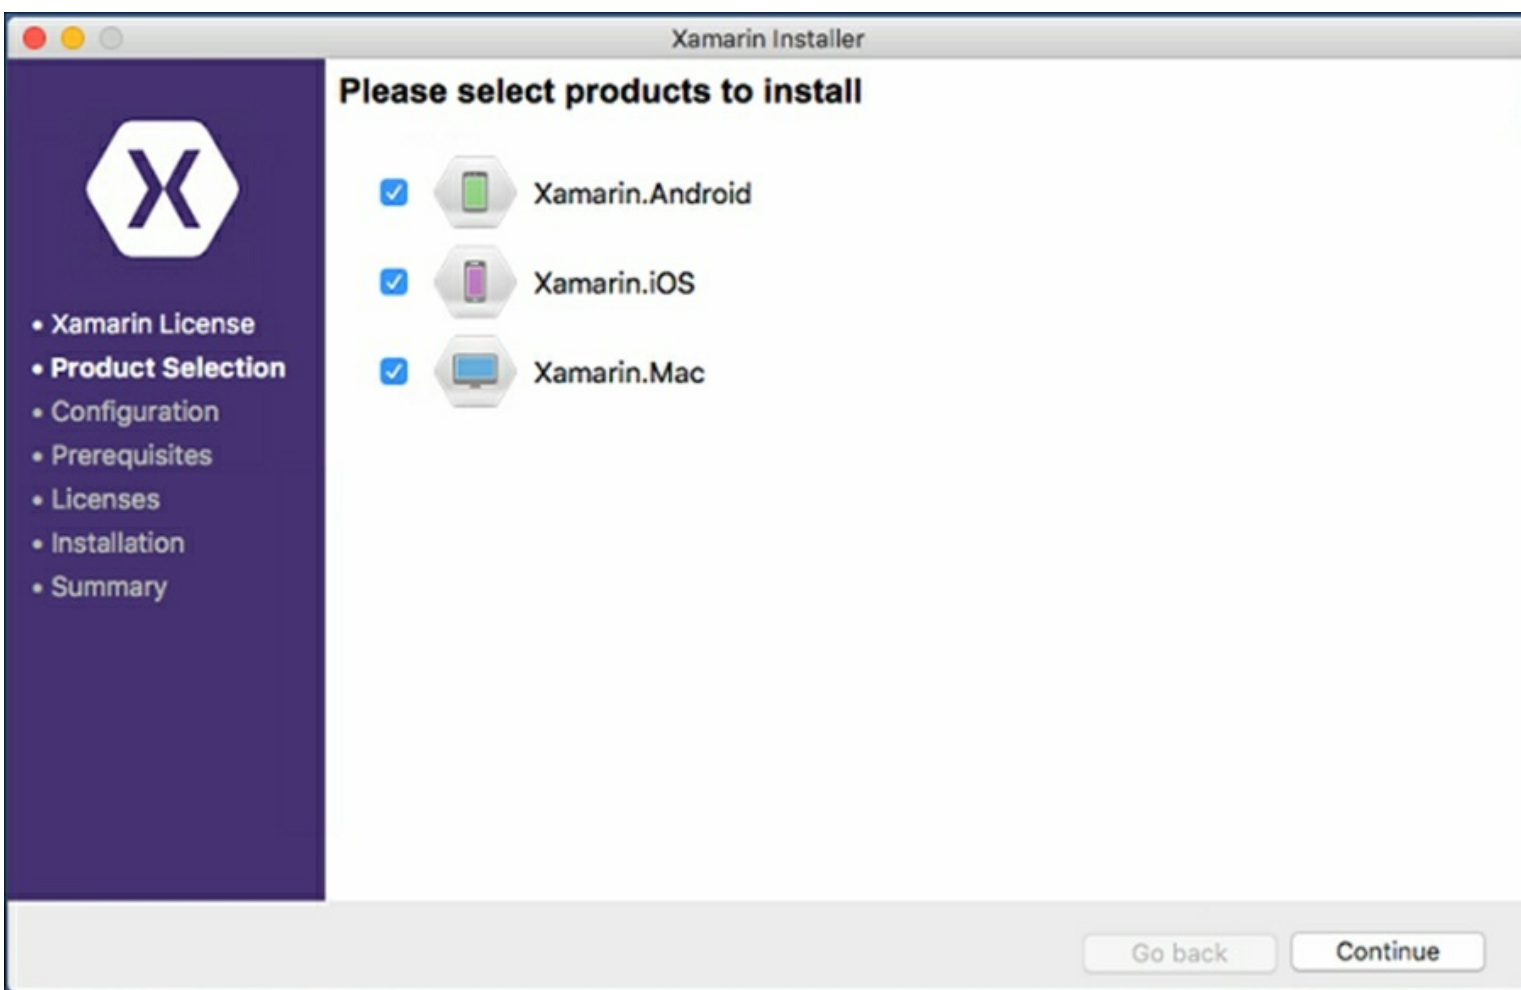 Xamarin Installer
Please select products to install
Xamarin.Android
Xamarin.iOS
Xamarin.Mac
X
• Xamarin License
• Product Selection
• Configuration
• Prerequisites
• Licenses
• Installation
• Summary
Go back
Continue